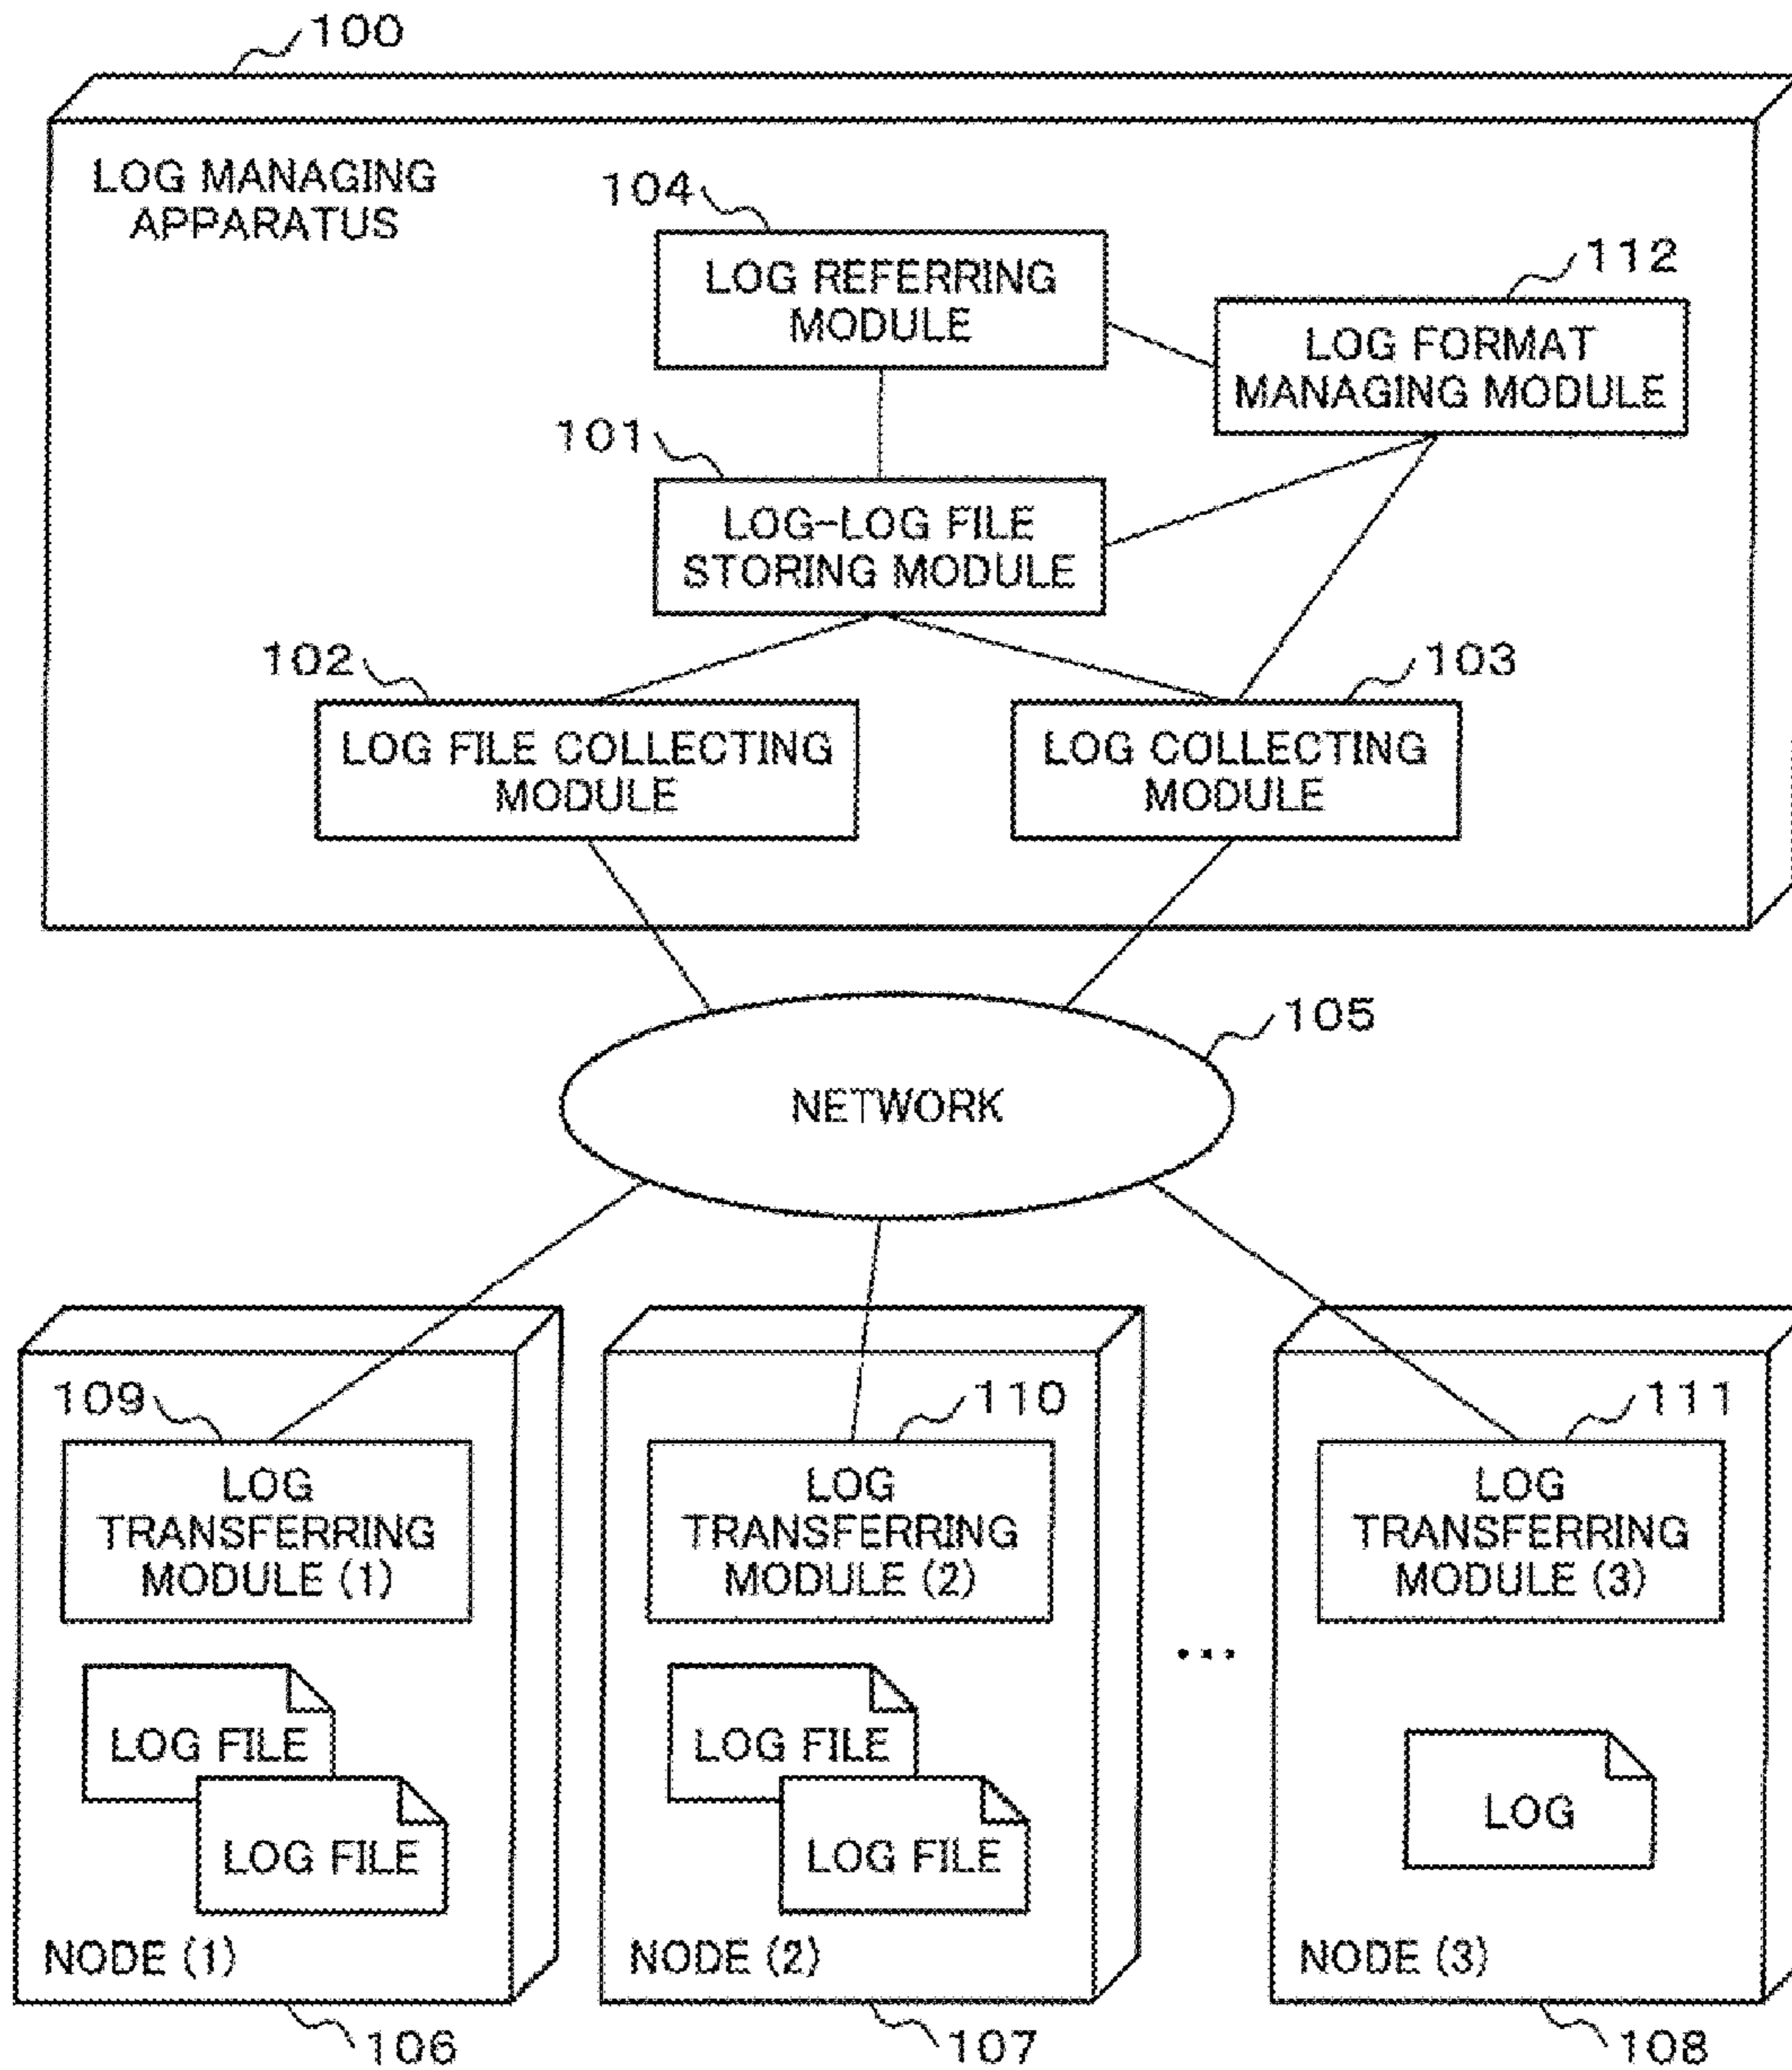 100
LOG MANAGING
APPARATUS
104
LOG REFERRING
MODULE
112
LOG FORMAT
MANAGING MODULE
101
LOG-LOG FILE
STORING MODULE
102
LOG FILE COLLECTING
MODULE
103
LOG COLLECTING
MODULE
105
NETWORK
109
LOG
TRANSFERRING
MODULE (1)
LOG FILE
LOG FILE
NODE (1)
106
110
LOG
TRANSFERRING
MODULE (2)
LOG FILE
LOG FILE
NODE (2)
107
...
111
LOG
TRANSFERRING
MODULE (3)
LOG
NODE (3)
108